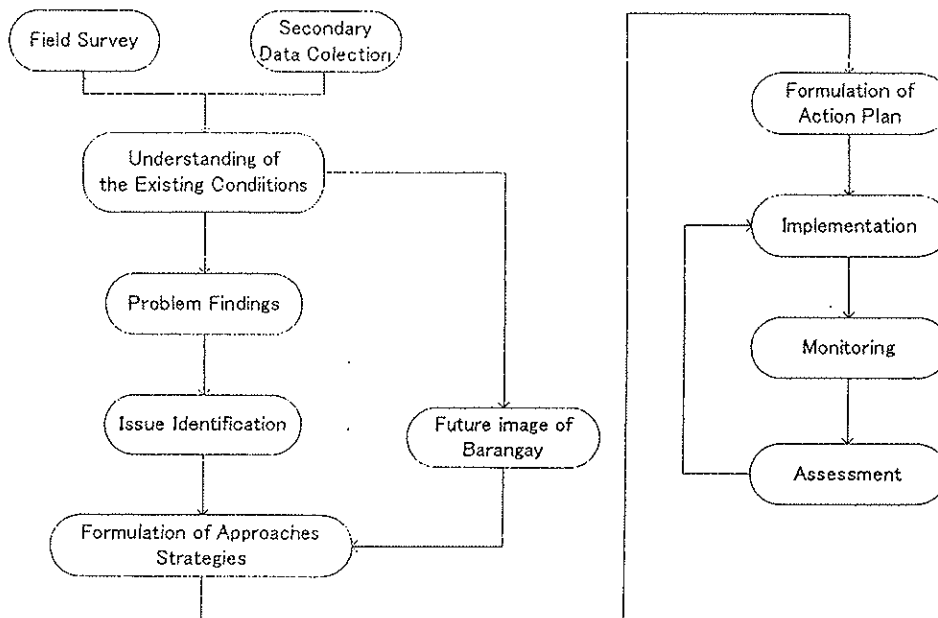 Field Survey
Secondary
Data Colection
Understanding of
the Existing Condiitions
Problem Findings
Issue Identification
Future image of
Barangay
Formulation of Approaches
Strategies
Formulation of
Action Plan
Implementation
Monitoring
Assessment